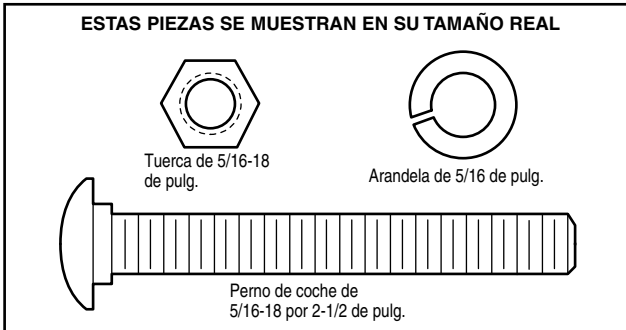 ESTAS PIEZAS SE MUESTRAN EN SU TAMAÑO REAL
Tuerca de 5/16-18
de pulg.
Arandela de 5/16 de pulg.
Perno de coche de
5/16-18 por 2-1/2 de pulg.